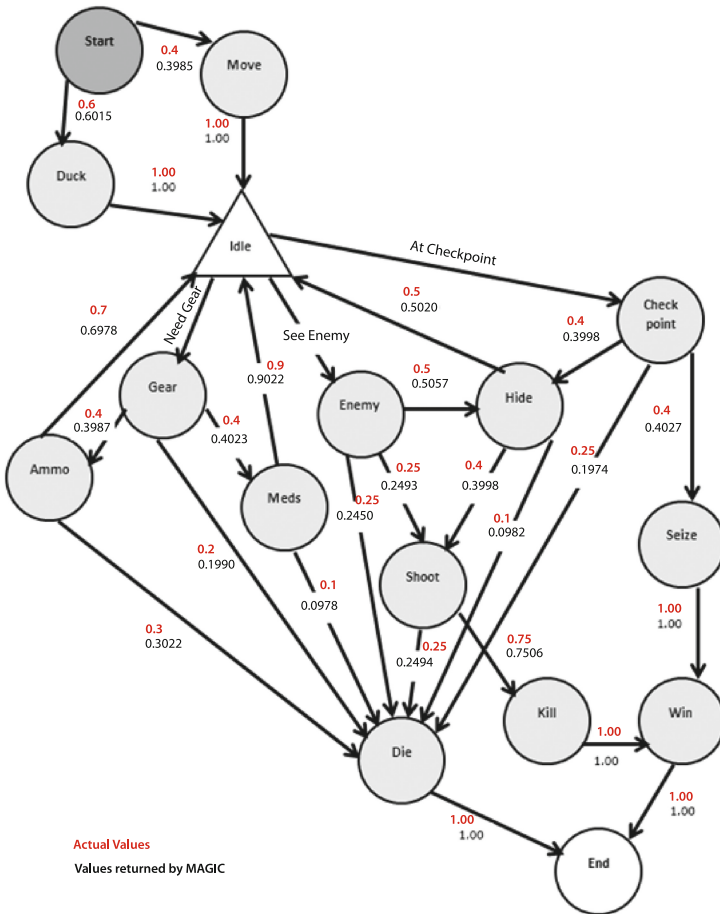 Start
0.4
0.3985
Move
0.6
0.6015
1.00
1.00
Duck
1.00
1.00
Idle
At Checkpoint
Need Gear
See Enemy
0.5
0.5020
Check
point
0.7
0.6978
0.4
0.3998
0.9
0.9022
Gear
0.5
0.5057
Enemy
Hide
0.4
0.3987
0.4
0.4023
0.4
0.4027
Ammo
Meds
0.25
0.2493
0.4
0.3998
0.25
0.1974
0.25
0.2450
0.1
0.0982
Seize
0.2
0.1990
Shoot
0.1
0.0978
1.00
1.00
0.3
0.3022
0.25
0.2494
0.75
0.7506
Kill
Win
1.00
1.00
Die
1.00
1.00
1.00
1.00
Actual Values
Values returned by MAGIC
End